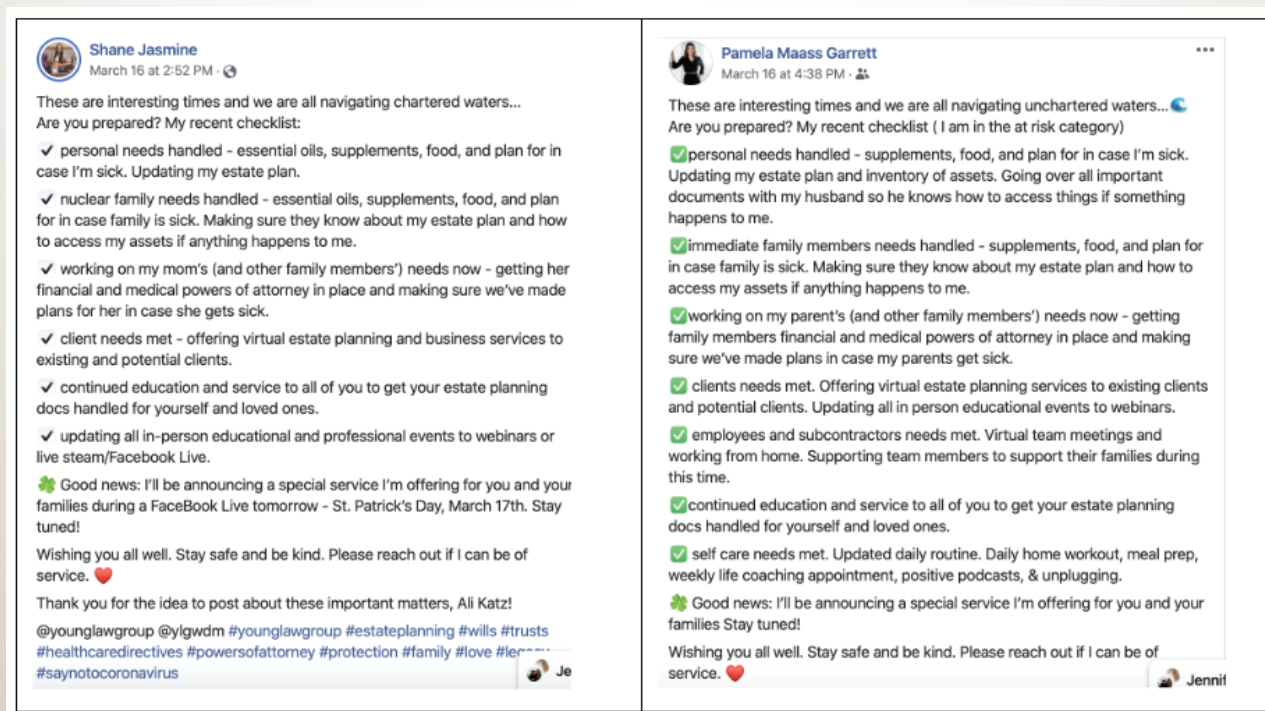 Shane Jasmine
March 16 at 2:52 PM ·
These are interesting times and we are all navigating chartered waters...
Are you prepared? My recent checklist:
✓ personal needs handled - essential oils, supplements, food, and plan for in
case I'm sick. Updating my estate plan.
✓ nuclear family needs handled - essential oils, supplements, food, and plan
for in case family is sick. Making sure they know about my estate plan and how
to access my assets if anything happens to me.
✓ working on my mom's (and other family members') needs now - getting her
financial and medical powers of attorney in place and making sure we've made
plans for her in case she gets sick.
✓ client needs met - offering virtual estate planning and business services to
existing and potential clients.
✓ continued education and service to all of you to get your estate planning
docs handled for yourself and loved ones.
✓ updating all in-person educational and professional events to webinars or
live steam/Facebook Live.
🍀 Good news: I'll be announcing a special service I'm offering for you and your
families during a FaceBook Live tomorrow - St. Patrick's Day, March 17th. Stay
tuned!
Wishing you all well. Stay safe and be kind. Please reach out if I can be of
service. ❤️
Thank you for the idea to post about these important matters, Ali Katz!
@younglawgroup @ylgwdm #younglawgroup #estateplanning #wills #trusts
#healthcaredirectives #powersofattorney #protection #family #love #legacy
#saynotocoronavirus
Je
Pamela Maass Garrett
March 16 at 4:38 PM ·
These are interesting times and we are all navigating unchartered waters...🌊
Are you prepared? My recent checklist ( I am in the at risk category)
✅personal needs handled - supplements, food, and plan for in case I'm sick.
Updating my estate plan and inventory of assets. Going over all important
documents with my husband so he knows how to access things if something
happens to me.
✅immediate family members needs handled - supplements, food, and plan for
in case family is sick. Making sure they know about my estate plan and how to
access my assets if anything happens to me.
✅working on my parent's (and other family members') needs now - getting
family members financial and medical powers of attorney in place and making
sure we've made plans in case my parents get sick.
✅ clients needs met. Offering virtual estate planning services to existing clients
and potential clients. Updating all in person educational events to webinars.
✅ employees and subcontractors needs met. Virtual team meetings and
working from home. Supporting team members to support their families during
this time.
✅continued education and service to all of you to get your estate planning
docs handled for yourself and loved ones.
✅ self care needs met. Updated daily routine. Daily home workout, meal prep,
weekly life coaching appointment, positive podcasts, & unplugging.
🍀 Good news: I'll be announcing a special service I'm offering for you and your
families Stay tuned!
Wishing you all well. Stay safe and be kind. Please reach out if I can be of
service. ❤️
Jennif